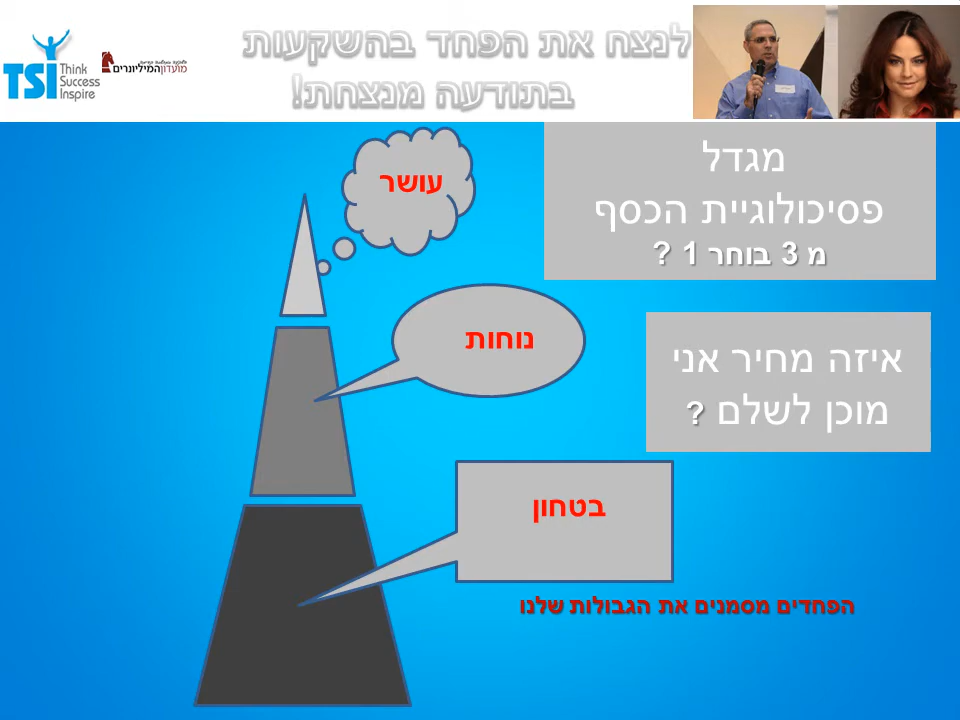 לנצח את הפחד בהשקעות
בתודעה מנצחת!
TSI Think
Success
Inspire
מועדון המיליונרים
מגדל
פסיכולוגיית הכסף
מ 3 בוחר 1 ?
עושר
נוחות
איזה מחיר אני
מוכן לשלם ?
בטחון
הפחדים מסמנים את הגבולות שלנו